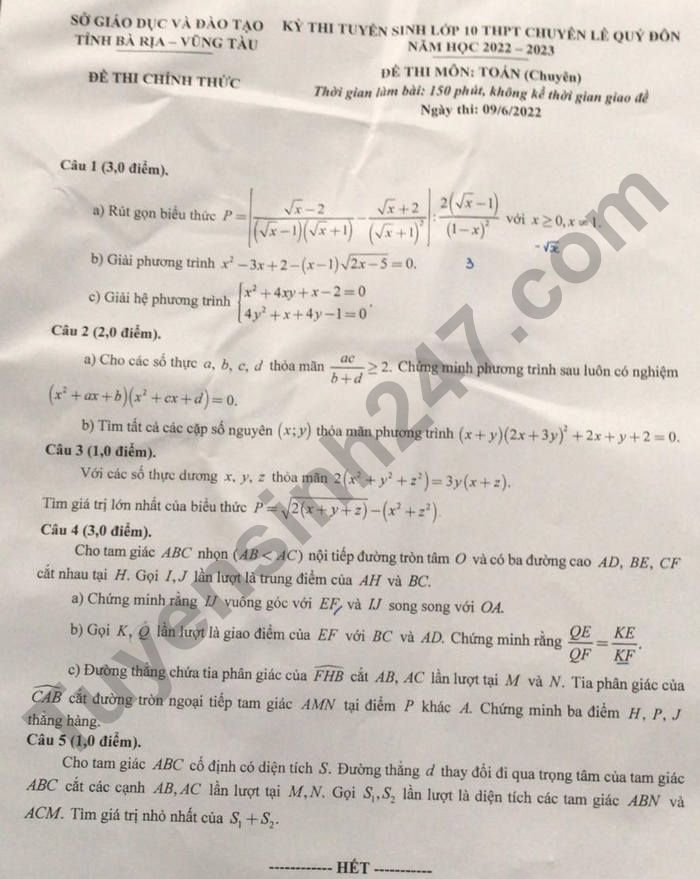 SỞ GIÁO DỤC VÀ ĐÀO TẠO
TỈNH BÀ RỊA – VŨNG TÀU
ĐỀ THI CHÍNH THỨC
KỲ THI TUYỂN SINH LỚP 10 THPT CHUYÊN LÊ QUÝ ĐÔN
NĂM HỌC 2022 – 2023
ĐỀ THI MÔN: TOÁN (Chuyên)
Thời gian làm bài: 150 phút, không kể thời gian giao đề
Ngày thi: 09/6/2022
Câu 1 (3,0 điểm).
a) Rút gọn biểu thức P = [ (√x − 2)/((√x − 1)(√x + 1)) − (√x + 2)/(√x + 1)² ] : 2(√x − 1)/(1 − x)² với x ≥ 0, x ≠ 1.
−√x
b) Giải phương trình x² − 3x + 2 − (x − 1)√(2x − 5) = 0. 3
c) Giải hệ phương trình { x² + 4xy + x − 2 = 0
4y² + x + 4y − 1 = 0 .
Câu 2 (2,0 điểm).
a) Cho các số thực a, b, c, d thỏa mãn ac/(b + d) ≥ 2. Chứng minh phương trình sau luôn có nghiệm
(x² + ax + b)(x² + cx + d) = 0.
b) Tìm tất cả các cặp số nguyên (x; y) thỏa mãn phương trình (x + y)(2x + 3y)² + 2x + y + 2 = 0.
Câu 3 (1,0 điểm).
Với các số thực dương x, y, z thỏa mãn 2(x² + y² + z²) = 3y(x + z).
Tìm giá trị lớn nhất của biểu thức P = √(2(x + y + z)) − (x² + z²).
Câu 4 (3,0 điểm).
Cho tam giác ABC nhọn (AB < AC) nội tiếp đường tròn tâm O và có ba đường cao AD, BE, CF
cắt nhau tại H. Gọi I, J lần lượt là trung điểm của AH và BC.
a) Chứng minh rằng IJ vuông góc với EF, và IJ song song với OA.
b) Gọi K, Q lần lượt là giao điểm của EF với BC và AD. Chứng minh rằng QE/QF = KE/KF.
c) Đường thẳng chứa tia phân giác của FHB cắt AB, AC lần lượt tại M và N. Tia phân giác của
CAB cắt đường tròn ngoại tiếp tam giác AMN tại điểm P khác A. Chứng minh ba điểm H, P, J
thẳng hàng.
Câu 5 (1,0 điểm).
Cho tam giác ABC cố định có diện tích S. Đường thẳng d thay đổi đi qua trọng tâm của tam giác
ABC cắt các cạnh AB, AC lần lượt tại M, N. Gọi S₁, S₂ lần lượt là diện tích các tam giác ABN và
ACM. Tìm giá trị nhỏ nhất của S₁ + S₂.
------------ HẾT -----------
Tuyensinh247.com